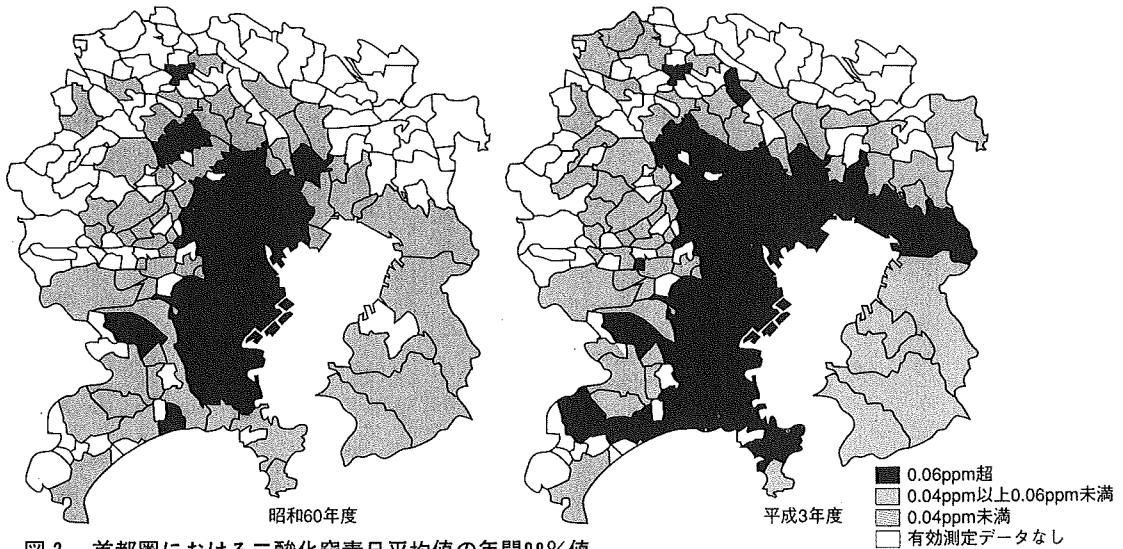 昭和60年度
平成3年度
0.06ppm超
0.04ppm以上0.06ppm未満
0.04ppm未満
有効測定データなし
図2 首都圏における二酸化窒素日平均値の年間98%値